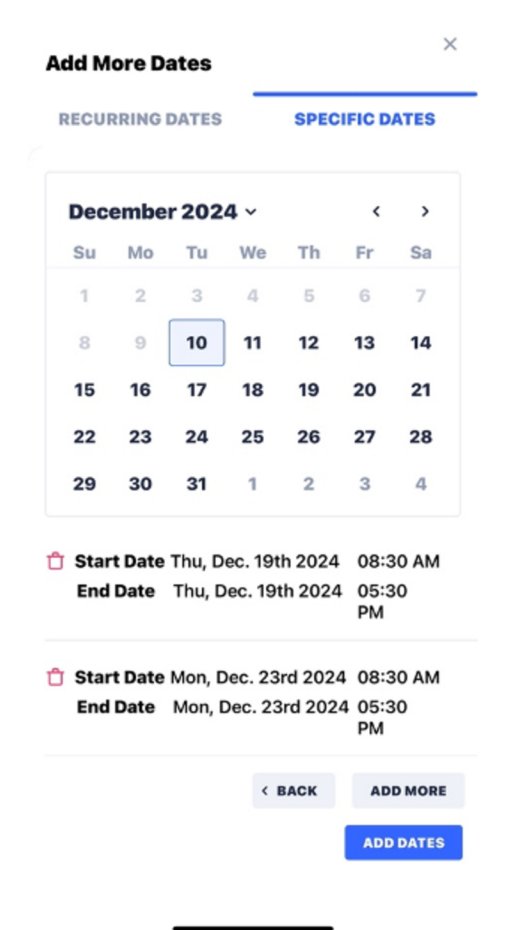 Add More Dates
RECURRING DATES SPECIFIC DATES
December 2024
Su Mo Tu We Th Fr Sa
1 2 3 4 5 6 7
8 9 10 11 12 13 14
15 16 17 18 19 20 21
22 23 24 25 26 27 28
29 30 31 1 2 3 4
Start Date Thu, Dec. 19th 2024 08:30 AM
End Date Thu, Dec. 19th 2024 05:30
PM
Start Date Mon, Dec. 23rd 2024 08:30 AM
End Date Mon, Dec. 23rd 2024 05:30
PM
BACK ADD MORE
ADD DATES